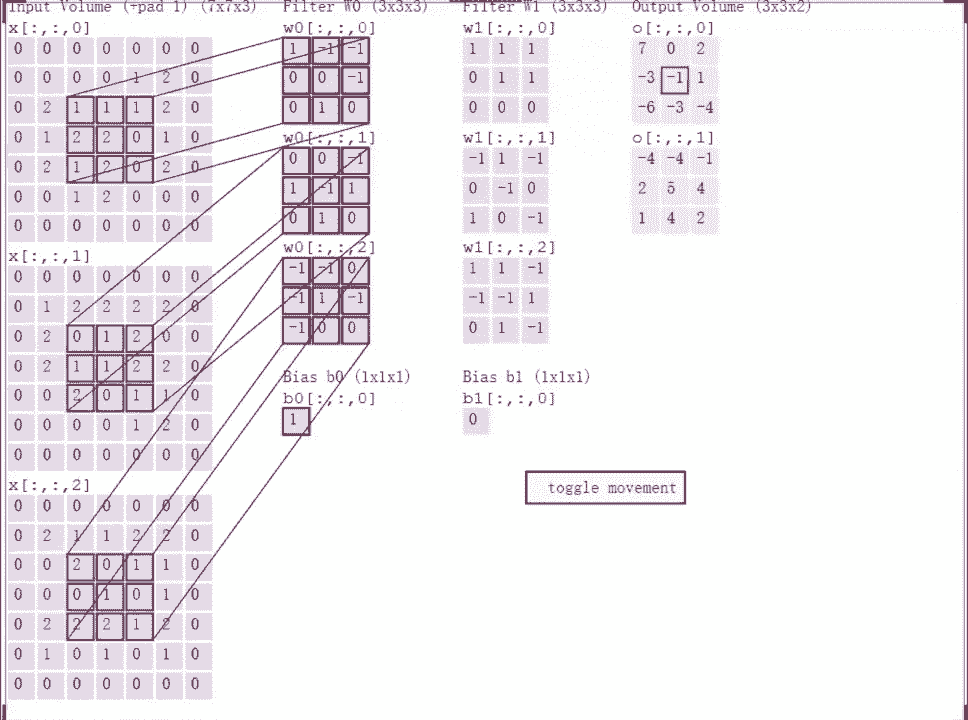 Input Volume (+pad 1) (7x7x3)
x[:,:,0]
0 0 0 0 0 0 0
0 0 0 0 1 2 0
0 2 1 1 1 2 0
0 1 2 2 0 1 0
0 2 1 2 0 2 0
0 0 1 2 0 0 0
0 0 0 0 0 0 0
x[:,:,1]
0 0 0 0 0 0 0
0 1 2 2 2 2 0
0 2 0 1 2 0 0
0 2 1 1 2 2 0
0 0 2 0 1 1 0
0 0 0 0 1 2 0
0 0 0 0 0 0 0
x[:,:,2]
0 0 0 0 0 0 0
0 2 1 1 2 2 0
0 0 2 0 1 1 0
0 0 0 1 0 1 0
0 2 2 2 1 2 0
0 1 0 1 0 1 0
0 0 0 0 0 0 0
Filter W0 (3x3x3)
w0[:,:,0]
1 -1 -1
0 0 -1
0 1 0
w0[:,:,1]
0 0 -1
1 -1 1
0 1 0
w0[:,:,2]
-1 -1 0
-1 1 -1
-1 0 0
Bias b0 (1x1x1)
b0[:,:,0]
1
Filter W1 (3x3x3)
w1[:,:,0]
1 1 1
0 1 1
0 0 0
w1[:,:,1]
-1 1 -1
0 -1 0
1 0 -1
w1[:,:,2]
1 1 -1
-1 -1 1
0 1 -1
Bias b1 (1x1x1)
b1[:,:,0]
0
Output Volume (3x3x2)
o[:,:,0]
7 0 2
-3 -1 1
-6 -3 -4
o[:,:,1]
-4 -4 -1
2 5 4
1 4 2
toggle movement